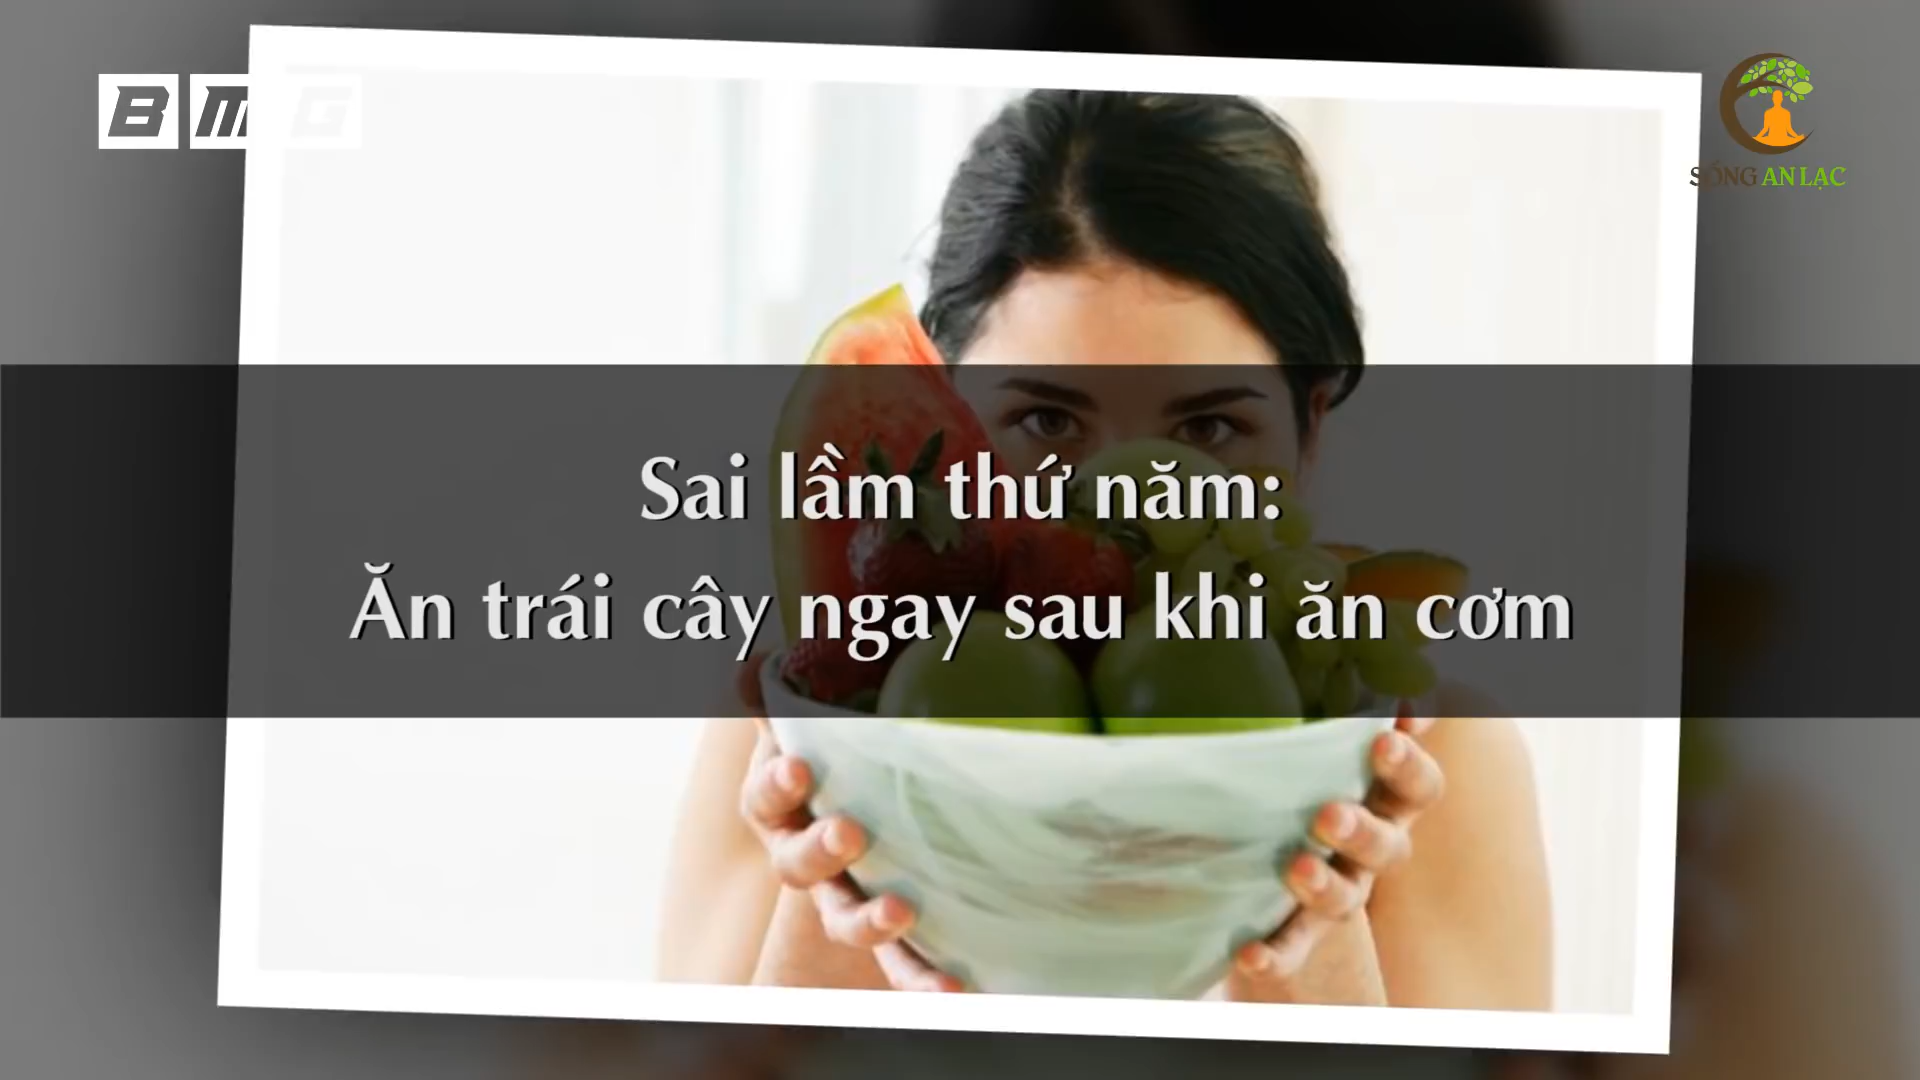 BMG
SỐNG AN LẠC
Sai lầm thứ năm:
Ăn trái cây ngay sau khi ăn cơm